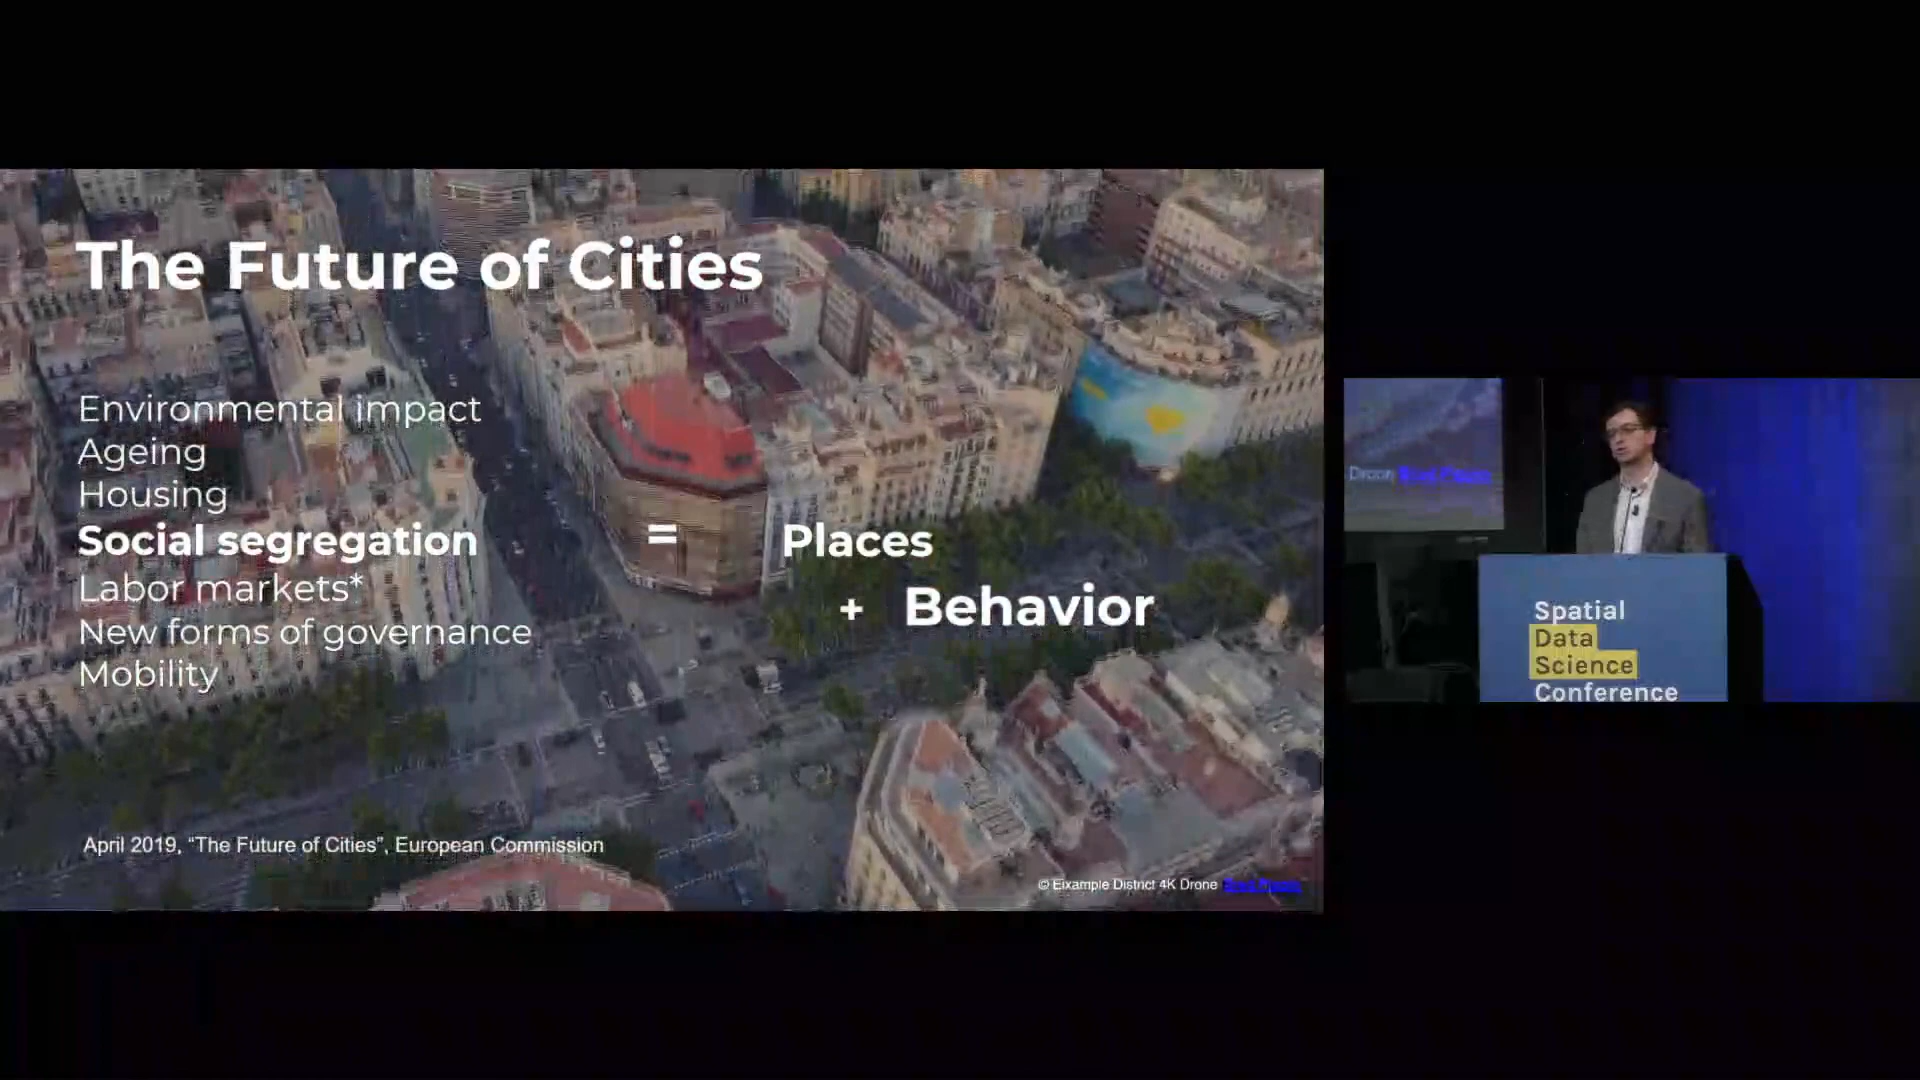 The Future of Cities
Environmental impact
Ageing
Housing
Social segregation
Labor markets*
New forms of governance
Mobility
=
Places
+ Behavior
April 2019, “The Future of Cities”, European Commission
© Eixample District 4K Drone
Spatial
Data
Science
Conference